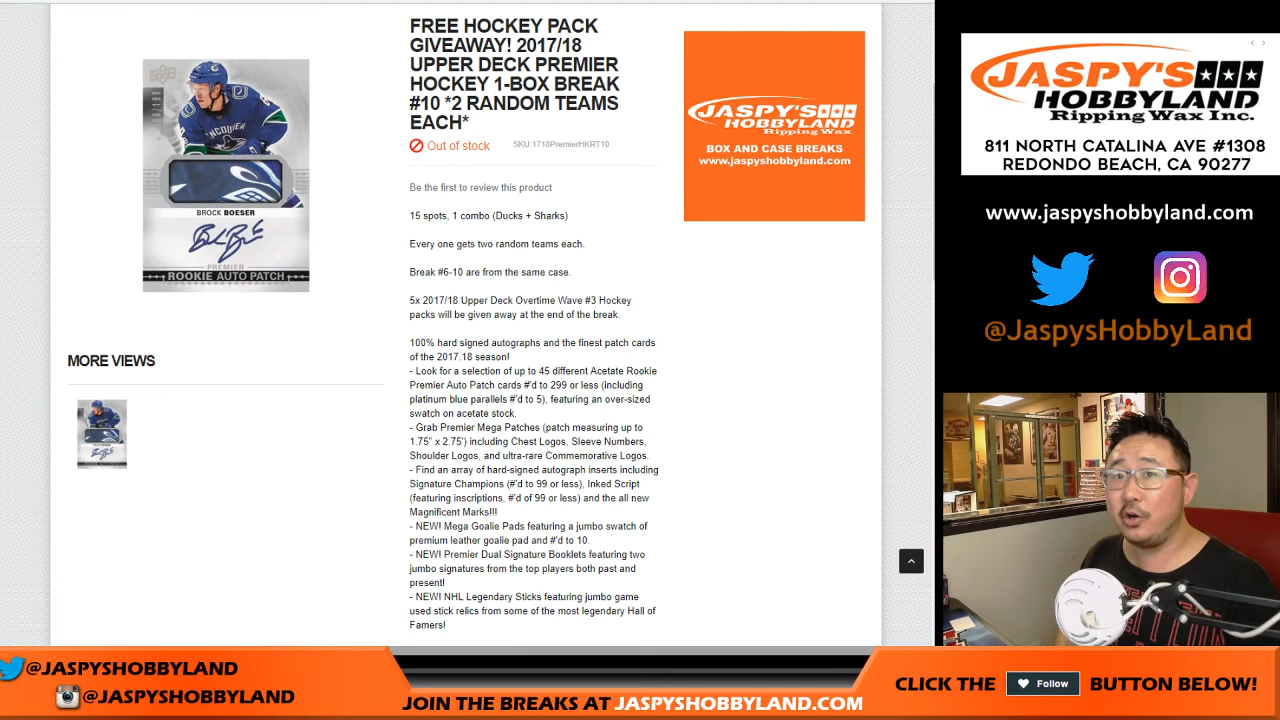 FREE HOCKEY PACK
GIVEAWAY! 2017/18
UPPER DECK PREMIER
HOCKEY 1-BOX BREAK
#10 *2 RANDOM TEAMS
EACH*
Out of stock
SKU:1718PremierHKRT10
Be the first to review this product
15 spots, 1 combo (Ducks + Sharks)
Every one gets two random teams each.
Break #6-10 are from the same case.
5x 2017/18 Upper Deck Overtime Wave #3 Hockey
packs will be given away at the end of the break.
100% hard signed autographs and the finest patch cards
of the 2017.18 season!
- Look for a selection of up to 45 different Acetate Rookie
Premier Auto Patch cards #'d to 299 or less (including
platinum blue parallels #'d to 5), featuring an over-sized
swatch on acetate stock.
- Grab Premier Mega Patches (patch measuring up to
1.75" x 2.75') including Chest Logos, Sleeve Numbers,
Shoulder Logos, and ultra-rare Commemorative Logos.
- Find an array of hard-signed autograph inserts including
Signature Champions (#'d to 99 or less), Inked Script
(featuring inscriptions, #'d of 99 or less) and the all new
Magnificent Marks!!!
- NEW! Mega Goalie Pads featuring a jumbo swatch of
premium leather goalie pad and #'d to 10.
- NEW! Premier Dual Signature Booklets featuring two
jumbo signatures from the top players both past and
present!
- NEW! NHL Legendary Sticks featuring jumbo game
used stick relics from some of the most legendary Hall of
Famers!
VANCOUVER
BROCK BOESER
PREMIER
ROOKIE AUTO PATCH
MORE VIEWS
JASPY'S
HOBBYLAND
Ripping Wax
BOX AND CASE BREAKS
www.jaspyshobbyland.com
JASPY'S
HOBBYLAND
Ripping Wax Inc.
811 NORTH CATALINA AVE #1308
REDONDO BEACH, CA 90277
www.jaspyshobbyland.com
@JaspysHobbyLand
@JASPYSHOBBYLAND
@JASPYSHOBBYLAND
JOIN THE BREAKS AT JASPYSHOBBYLAND.COM
CLICK THE Follow BUTTON BELOW!